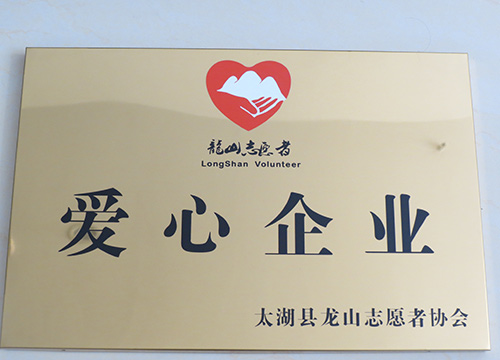 龍山志愿者
LongShan Volunteer
爱心企业
太湖县龙山志愿者协会